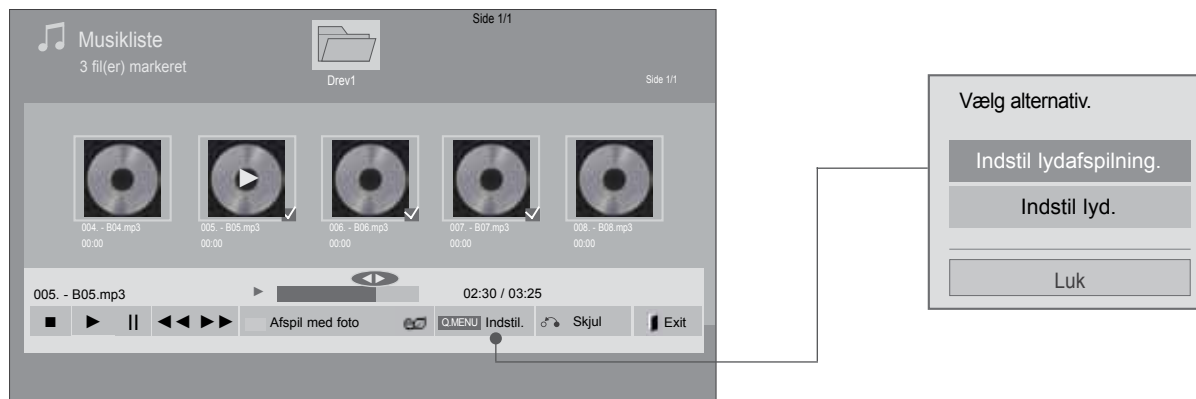 Side 1/1
Musikliste
3 fil(er) markeret
Drev1
Side 1/1
004. - B04.mp3
00:00
005. - B05.mp3
00:00
006. - B06.mp3
00:00
007. - B07.mp3
00:00
008. - B08.mp3
00:00
005. - B05.mp3
02:30 / 03:25
Afspil med foto
Q.MENU Indstil.
Skjul
Exit
Vælg alternativ.
Indstil lydafspilning.
Indstil lyd.
Luk